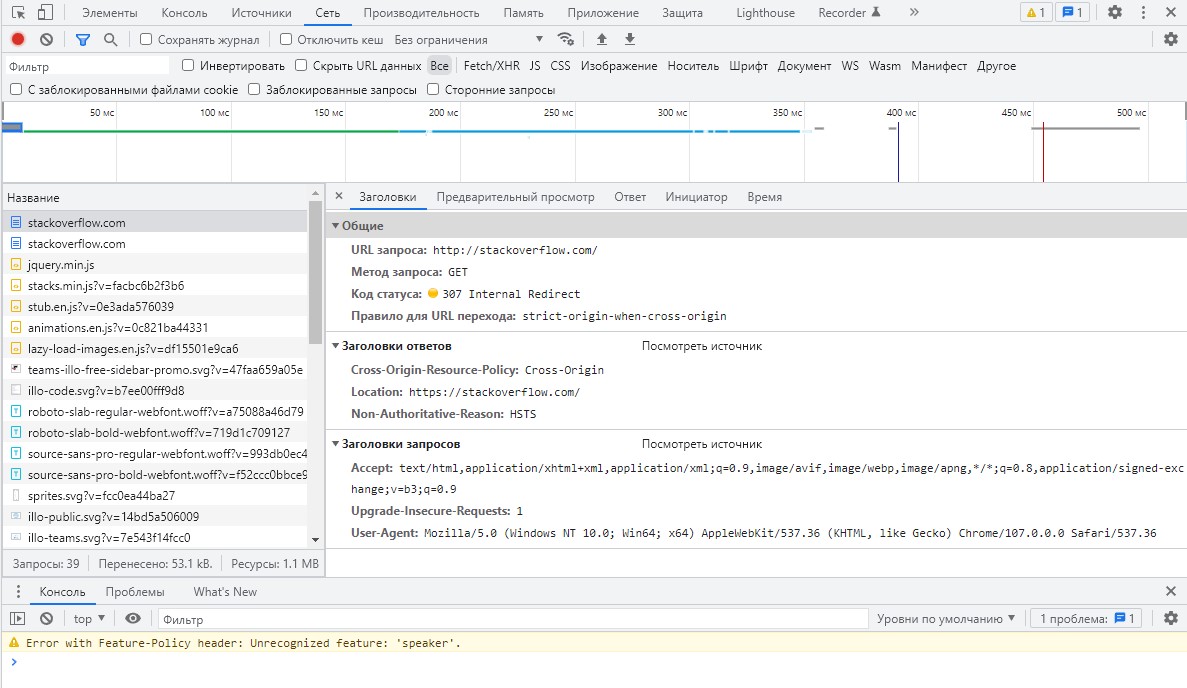 Элементы Консоль Источники Сеть Производительность Память Приложение Защита Lighthouse Recorder 1 1
Сохранять журнал Отключить кеш Без ограничения
Фильтр Инвертировать Скрыть URL данных Все Fetch/XHR JS CSS Изображение Носитель Шрифт Документ WS Wasm Манифест Другое
С заблокированными файлами cookie Заблокированные запросы Сторонние запросы
50 мс 100 мс 150 мс 200 мс 250 мс 300 мс 350 мс 400 мс 450 мс 500 мс
Название
stackoverflow.com
stackoverflow.com
jquery.min.js
stacks.min.js?v=facbc6b2f3b6
stub.en.js?v=0e3ada576039
animations.en.js?v=0c821ba44331
lazy-load-images.en.js?v=df15501e9ca6
teams-illo-free-sidebar-promo.svg?v=47faa659a05e
illo-code.svg?v=b7ee00fff9d8
roboto-slab-regular-webfont.woff?v=a75088a46d79
roboto-slab-bold-webfont.woff?v=719d1c709127
source-sans-pro-regular-webfont.woff?v=993db0ec4
source-sans-pro-bold-webfont.woff?v=f52ccc0bbce9
sprites.svg?v=fcc0ea44ba27
illo-public.svg?v=14bd5a506009
illo-teams.svg?v=7e543f14fcc0
Запросы: 39 Перенесено: 53.1 kB. Ресурсы: 1.1 MB
Заголовки Предварительный просмотр Ответ Инициатор Время
Общие
URL запроса: http://stackoverflow.com/
Метод запроса: GET
Код статуса: 307 Internal Redirect
Правило для URL перехода: strict-origin-when-cross-origin
Заголовки ответов Посмотреть источник
Cross-Origin-Resource-Policy: Cross-Origin
Location: https://stackoverflow.com/
Non-Authoritative-Reason: HSTS
Заголовки запросов Посмотреть источник
Accept: text/html,application/xhtml+xml,application/xml;q=0.9,image/avif,image/webp,image/apng,*/*;q=0.8,application/signed-exc
hange;v=b3;q=0.9
Upgrade-Insecure-Requests: 1
User-Agent: Mozilla/5.0 (Windows NT 10.0; Win64; x64) AppleWebKit/537.36 (KHTML, like Gecko) Chrome/107.0.0.0 Safari/537.36
Консоль Проблемы What's New
top Фильтр Уровни по умолчанию 1 проблема: 1
Error with Feature-Policy header: Unrecognized feature: 'speaker'.